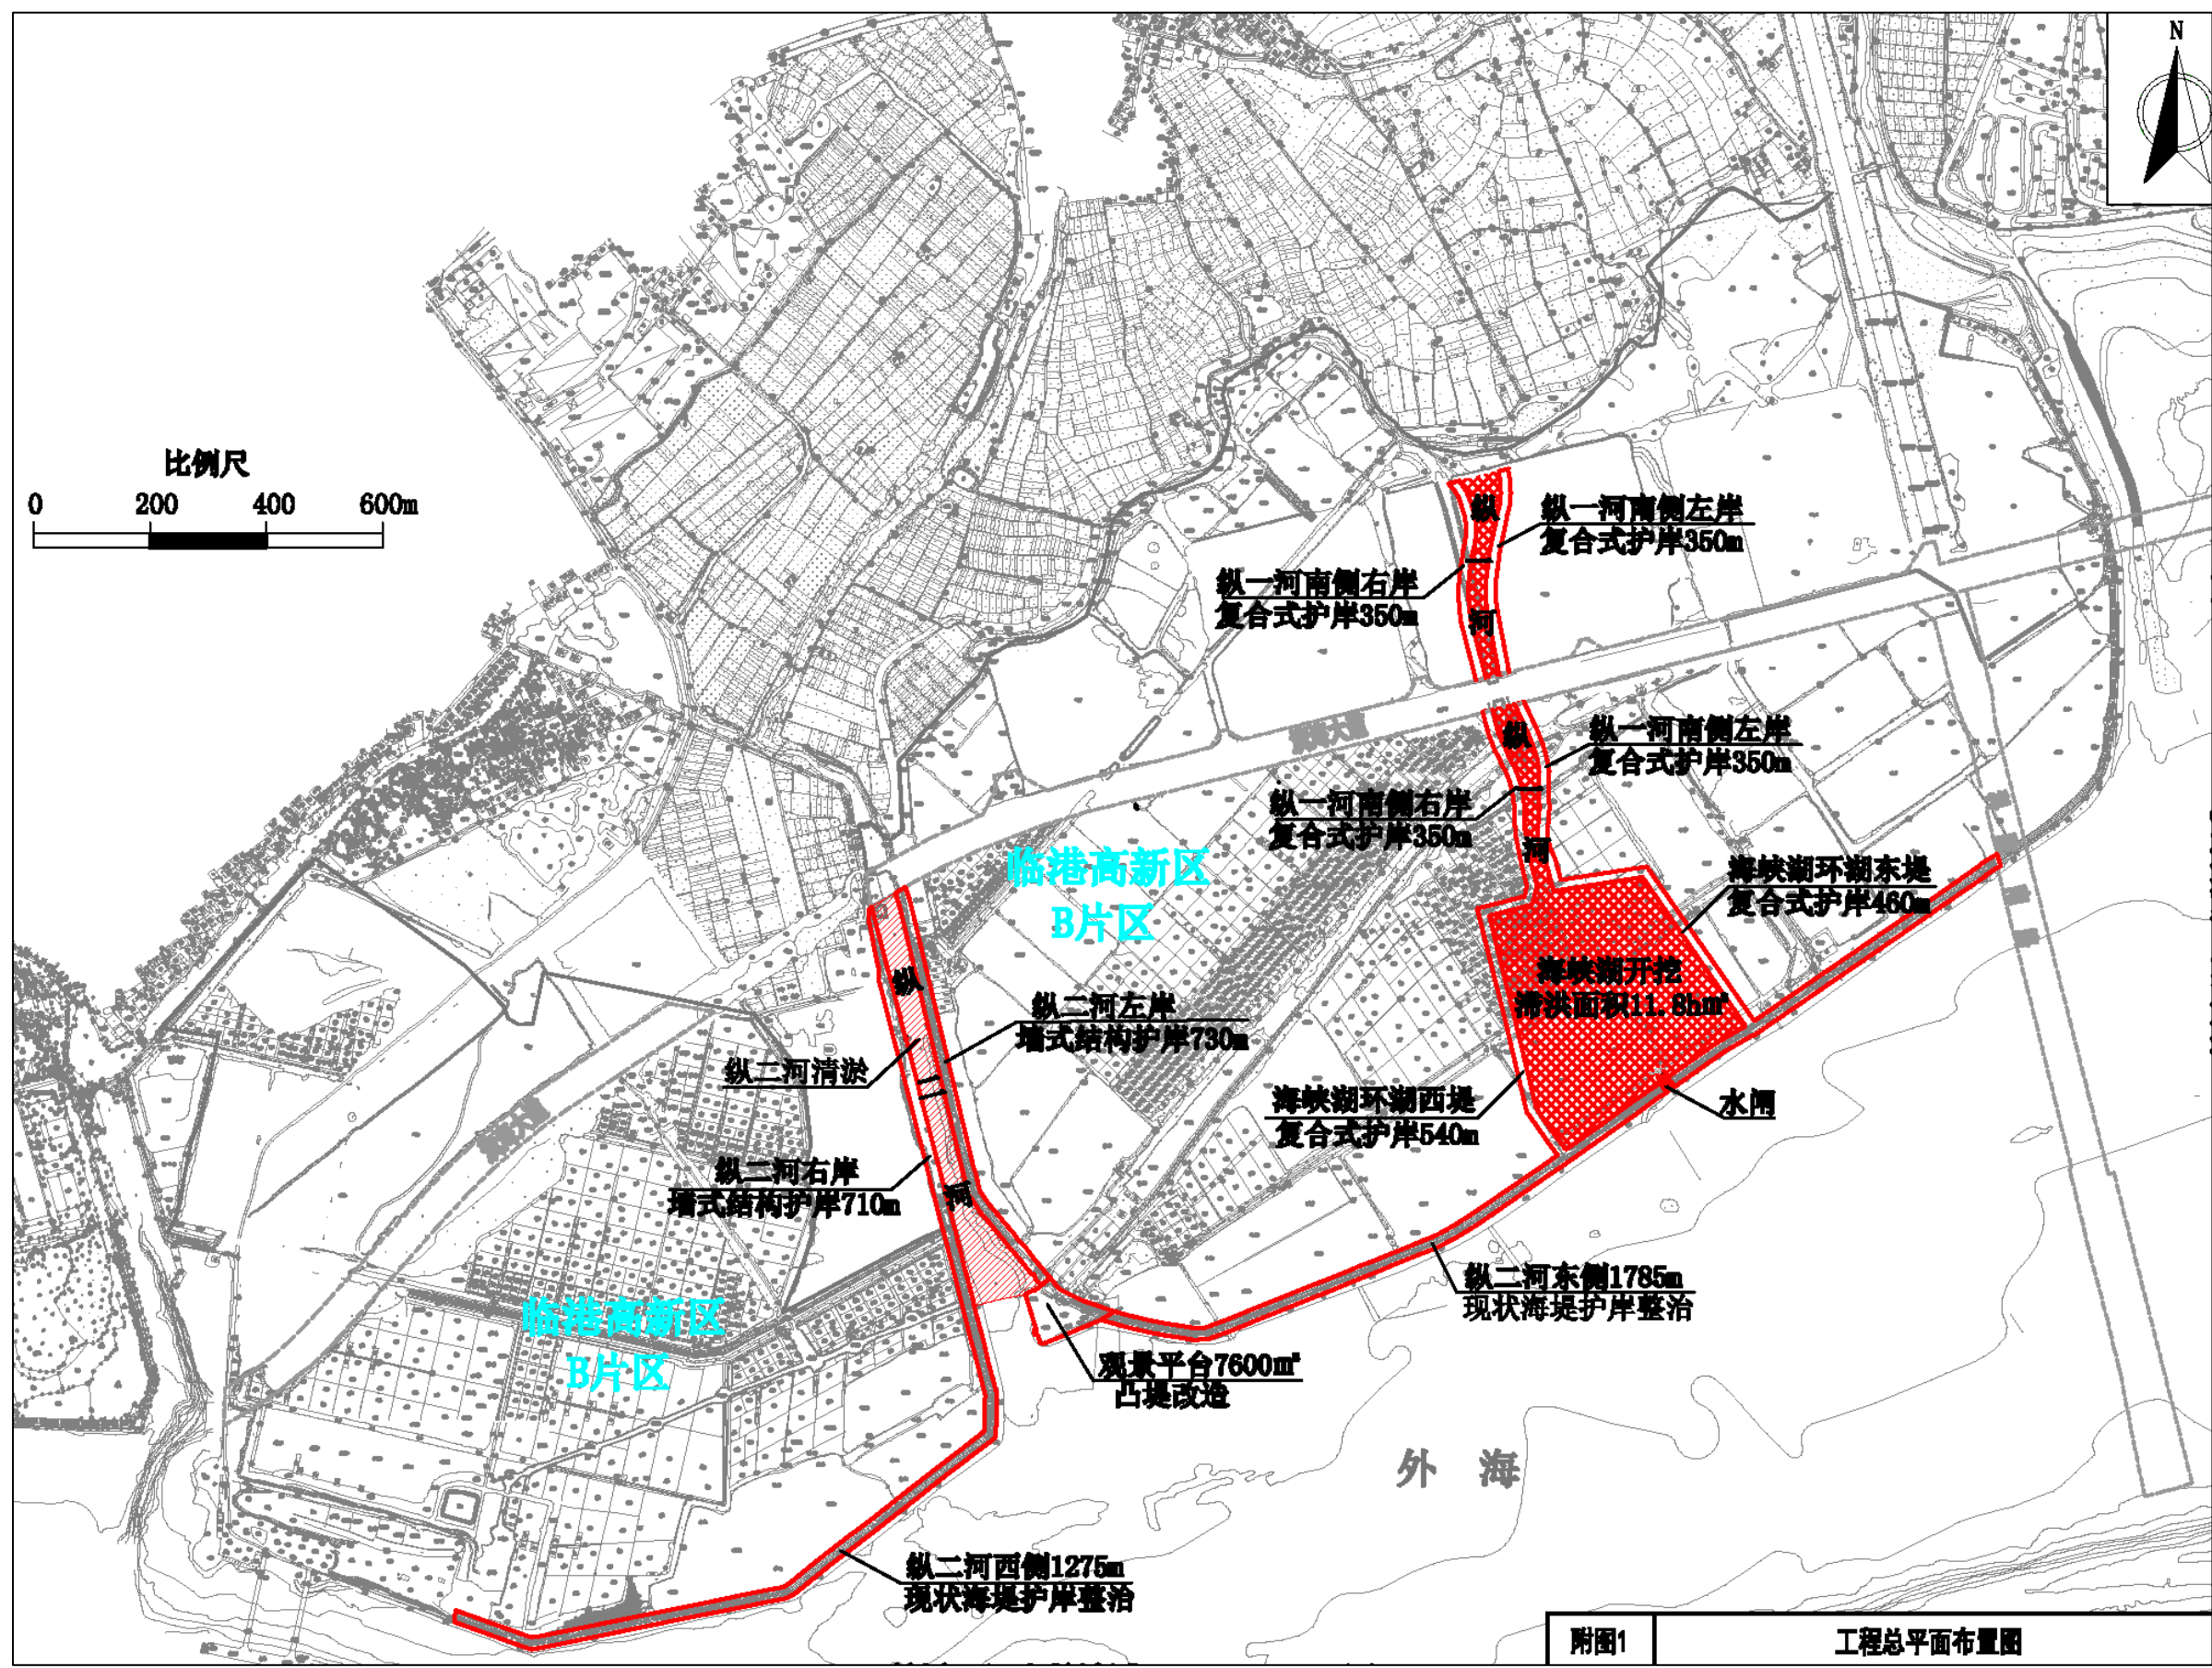 N
比例尺
0 200 400 600m
纵
纵一河南侧左岸
复合式护岸350m
纵一河南侧右岸
复合式护岸350m
河
滨海大道
纵
纵一河南侧左岸
复合式护岸350m
纵一河南侧右岸
复合式护岸350m
河
临港高新区
B片区
海峡湖环湖东堤
复合式护岸460m
海峡湖开挖
滞洪面积11.8hm²
纵
纵二河左岸
墙式结构护岸730m
纵二河清淤
海峡湖环湖西堤
复合式护岸540m
水闸
纵二河右岸
墙式结构护岸710m
河
纵二河东侧1785m
现状海堤护岸整治
临港高新区
B片区
观景平台7600m²
凸堤改造
外 海
纵二河西侧1275m
现状海堤护岸整治
附图1
工程总平面布置图